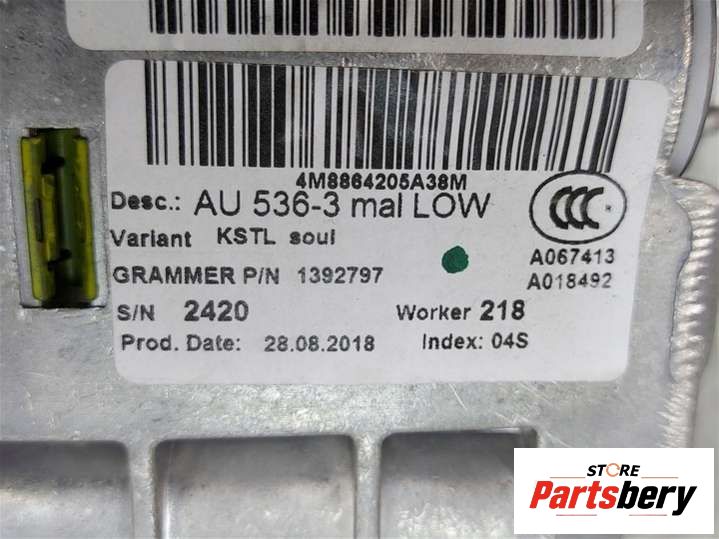 4M8864205A38M
Desc.: AU 536-3 mal LOW
Variant KSTL soul
CCC
A067413
GRAMMER P/N 1392797
A018492
S/N 2420 Worker 218
Prod. Date: 28.08.2018 Index: 04S
STORE
Partsbery